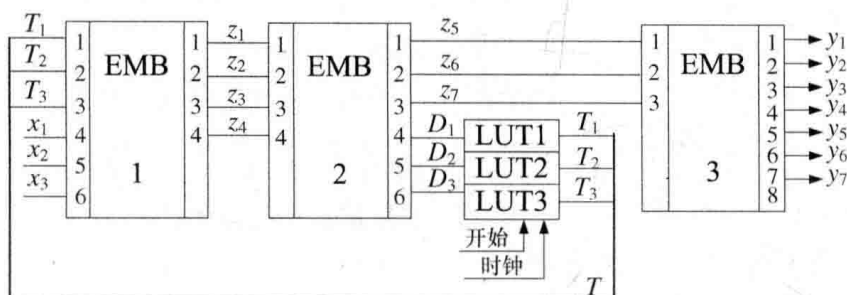 T₁ 1 EMB 1 z₁ 1 EMB 1 z₅ 1 EMB 1 y₁
T₂ 2 2 z₂ 2 2 z₆ 2 2 y₂
T₃ 3 3 z₃ 3 3 z₇ 3 3 y₃
x₁ 4 4 z₄ 4 4 D₁ LUT1 T₁ 4 y₄
x₂ 5 5 D₂ LUT2 T₂ 5 y₅
x₃ 6 1 2 6 D₃ LUT3 T₃ 3 6 y₆
7 y₇
8
开始
时钟
T